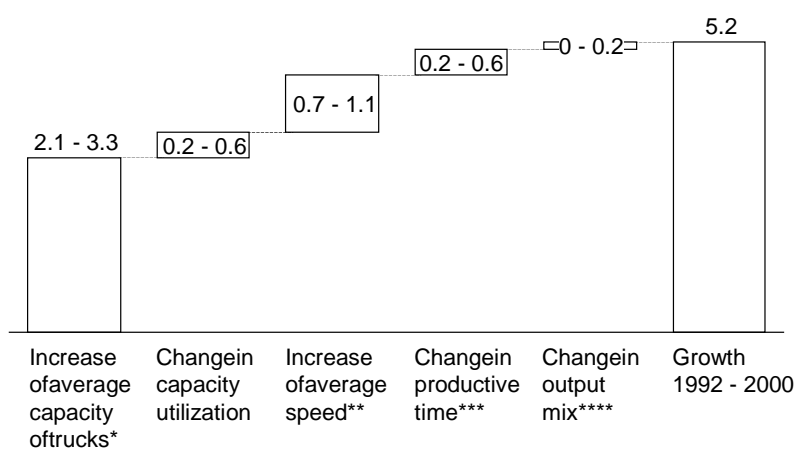 5.2
0 - 0.2
0.2 - 0.6
0.7 - 1.1
2.1 - 3.3
0.2 - 0.6
Increase
ofaverage
capacity
oftrucks*
Changein
capacity
utilization
Increase
ofaverage
speed**
Changein
productive
time***
Changein
output
mix****
Growth
1992 - 2000